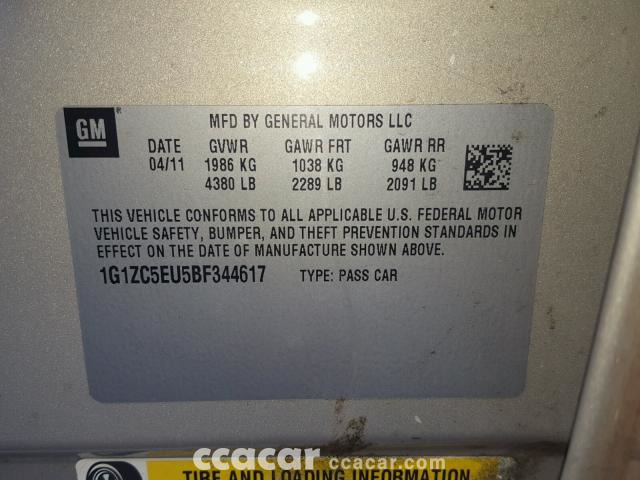 GM ®
MFD BY GENERAL MOTORS LLC
DATE GVWR GAWR FRT GAWR RR
04/11 1986 KG 1038 KG 948 KG
4380 LB 2289 LB 2091 LB
THIS VEHICLE CONFORMS TO ALL APPLICABLE U.S. FEDERAL MOTOR
VEHICLE SAFETY, BUMPER, AND THEFT PREVENTION STANDARDS IN
EFFECT ON THE DATE OF MANUFACTURE SHOWN ABOVE.
1G1ZC5EU5BF344617 TYPE: PASS CAR
ccacar ccacar.com
TIRE AND LOADING INFORMATION